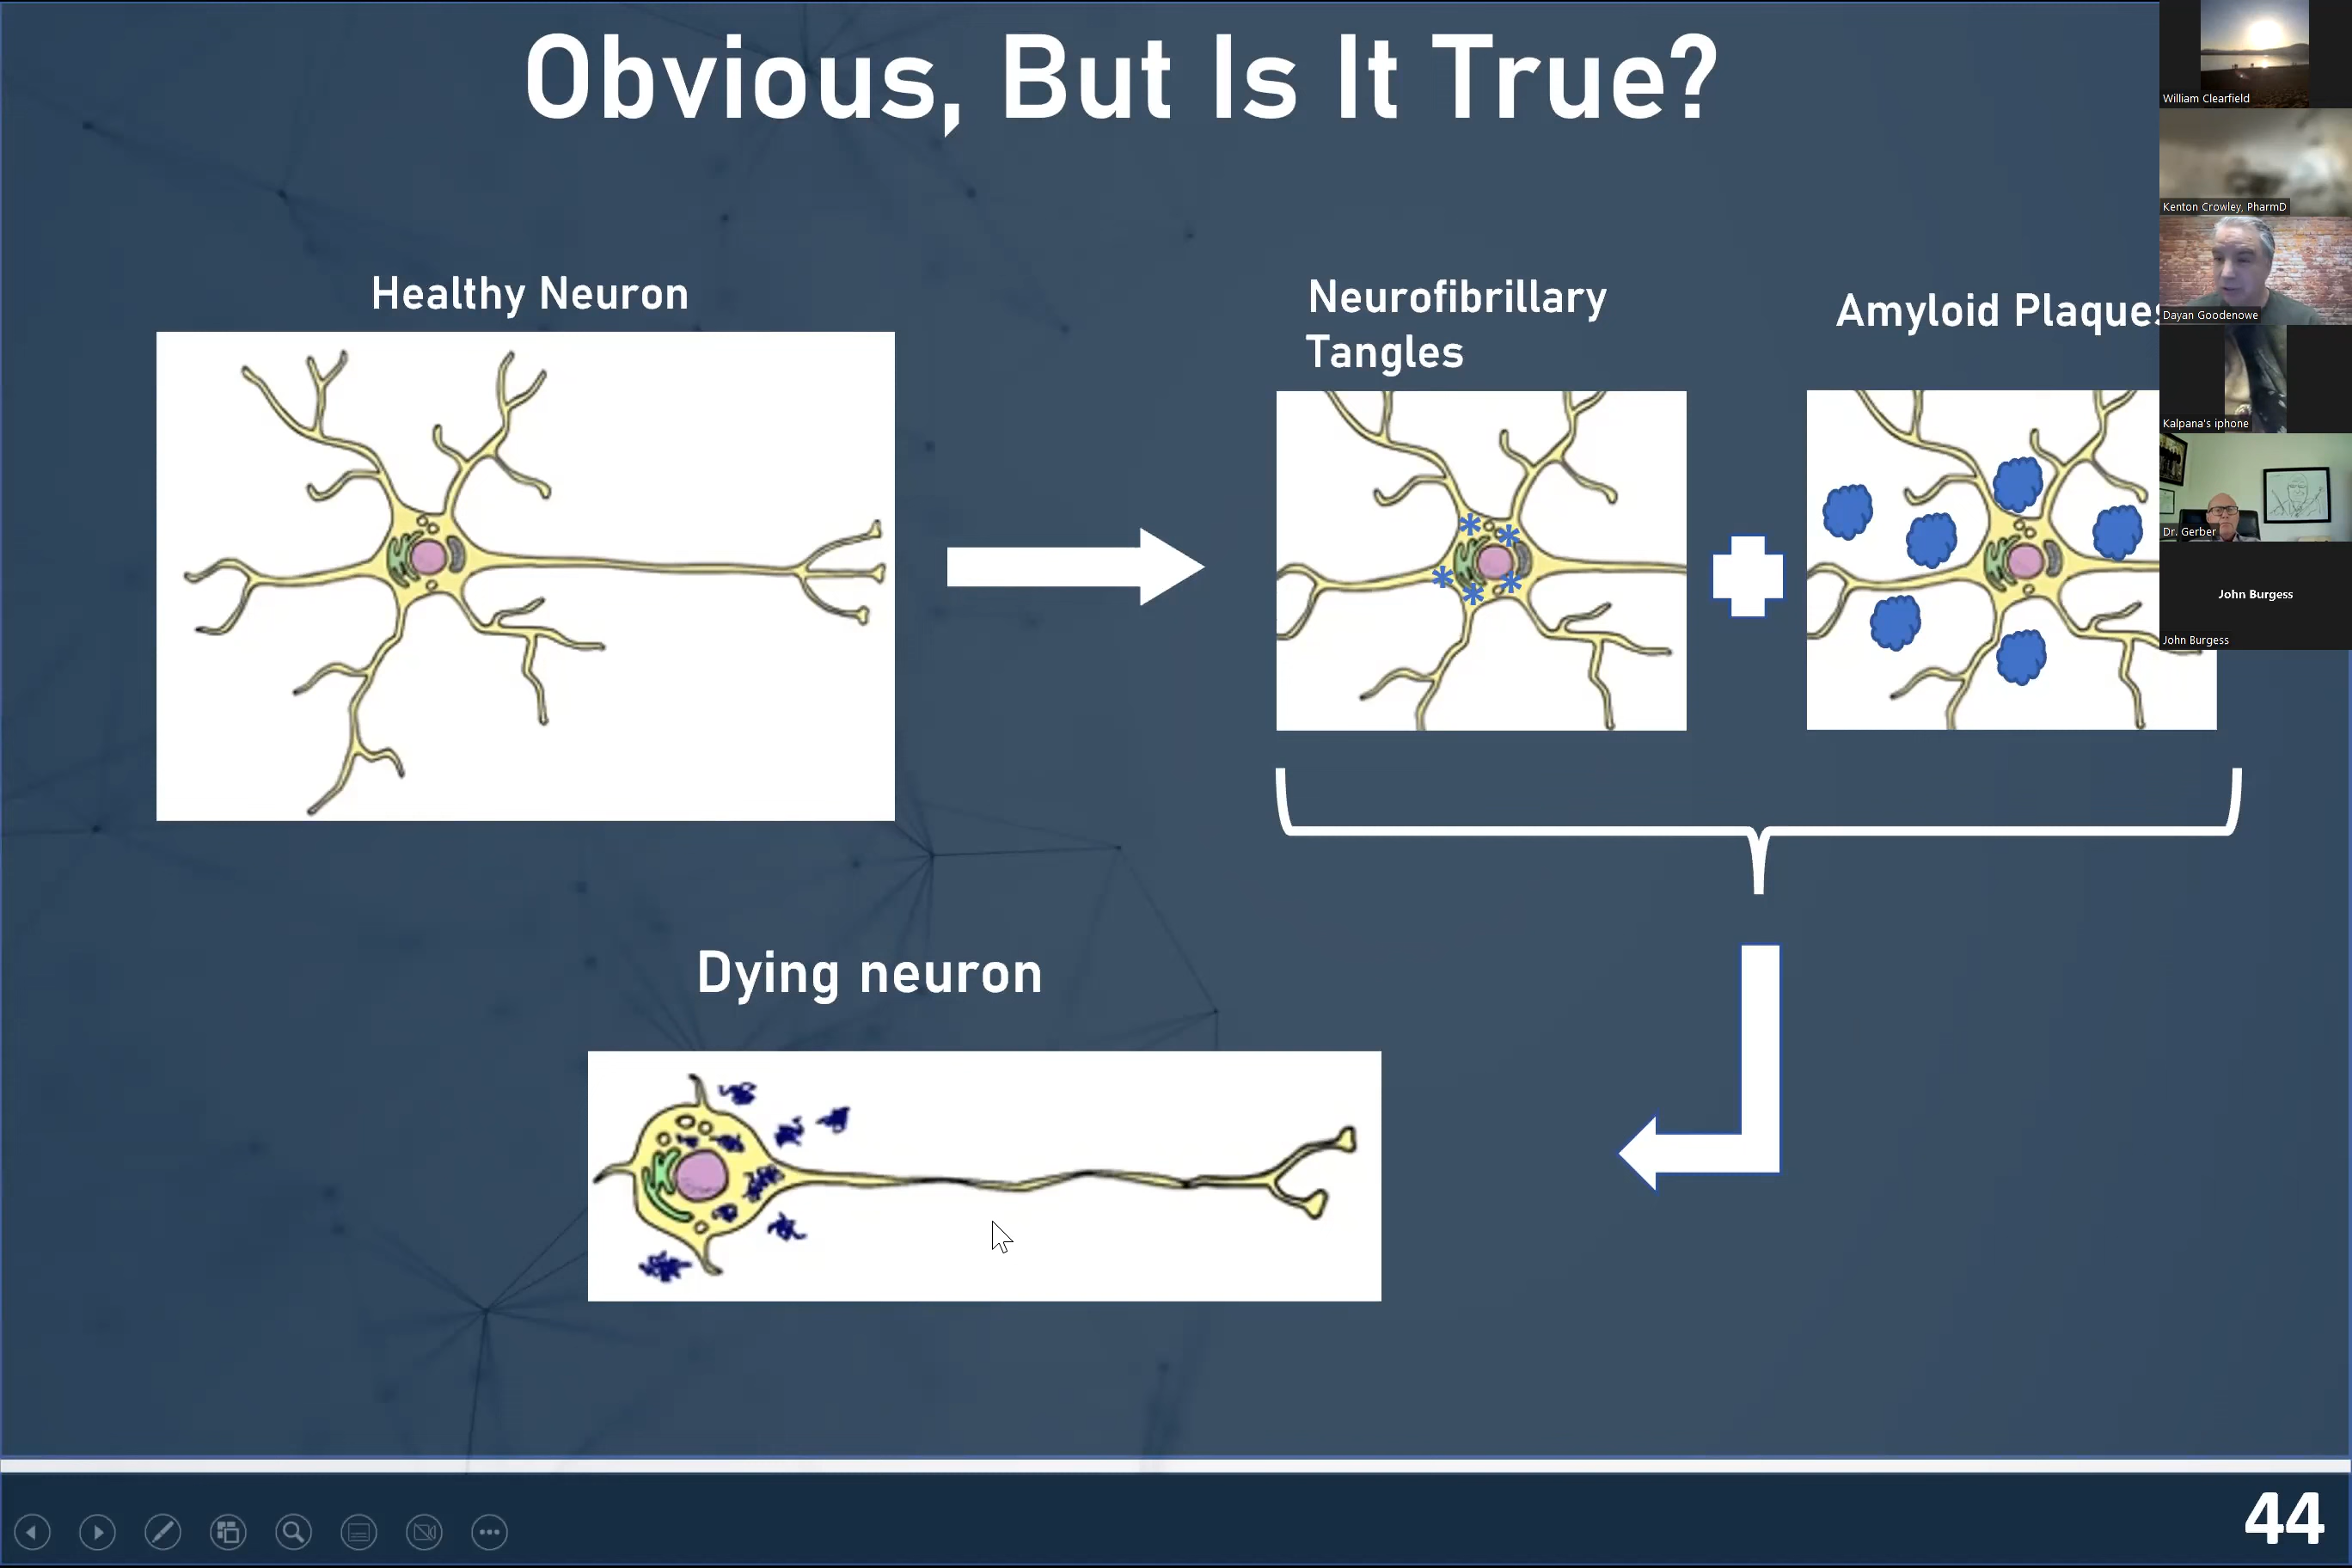 Obvious, But Is It True?
Healthy Neuron
Neurofibrillary
Tangles
Amyloid Plaques
Dying neuron
44
William Clearfield
Kenton Crowley, PharmD
Dayan Goodenowe
Kalpana's iphone
Dr. Gerber
John Burgess
John Burgess